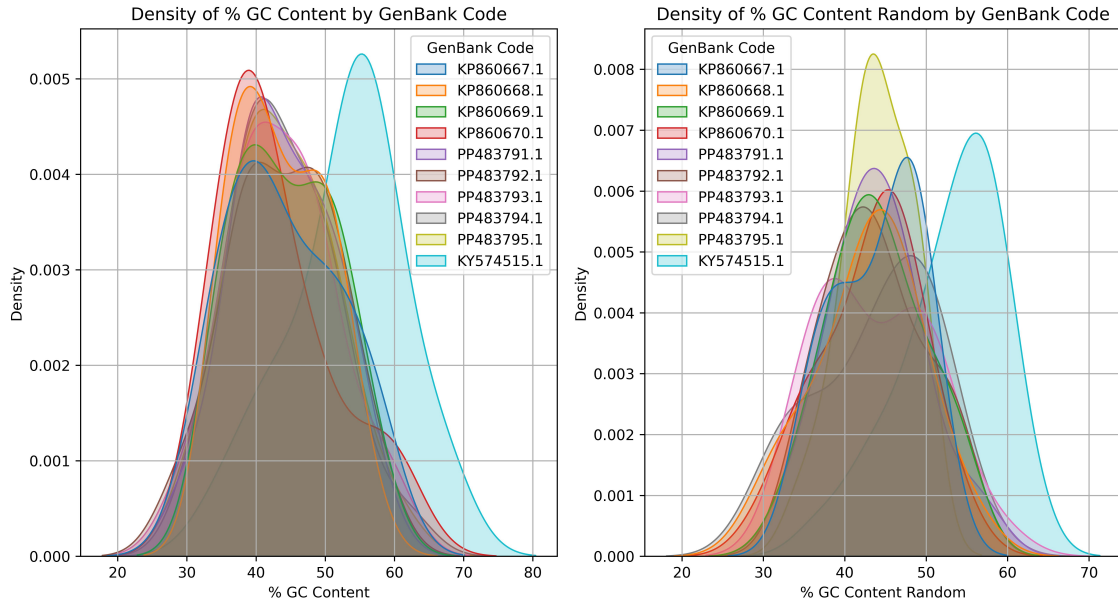 Density of % GC Content by GenBank Code
Density
0.005
0.004
0.003
0.002
0.001
0.000
20 30 40 50 60 70 80
% GC Content
GenBank Code
KP860667.1
KP860668.1
KP860669.1
KP860670.1
PP483791.1
PP483792.1
PP483793.1
PP483794.1
PP483795.1
KY574515.1
Density of % GC Content Random by GenBank Code
Density
0.008
0.007
0.006
0.005
0.004
0.003
0.002
0.001
0.000
20 30 40 50 60 70
% GC Content Random
GenBank Code
KP860667.1
KP860668.1
KP860669.1
KP860670.1
PP483791.1
PP483792.1
PP483793.1
PP483794.1
PP483795.1
KY574515.1